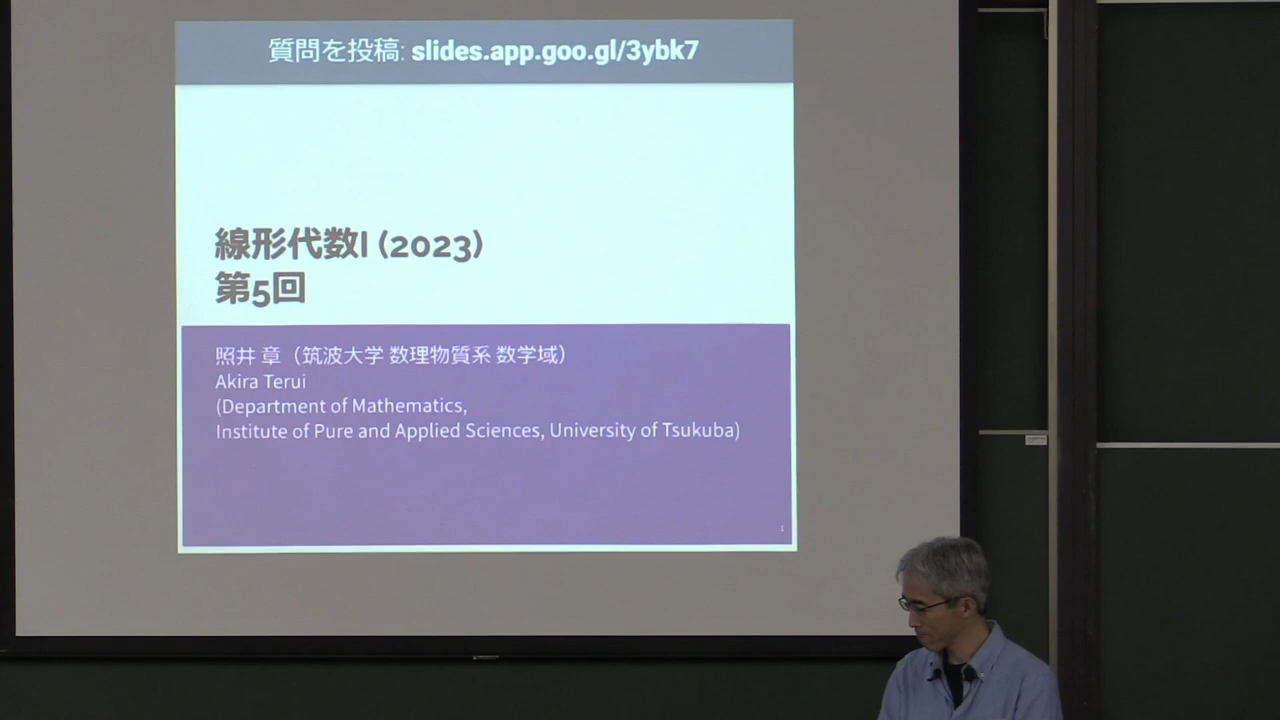 質問を投稿: slides.app.goo.gl/3ybk7
線形代数I (2023)
第5回
照井 章（筑波大学 数理物質系 数学域）
Akira Terui
(Department of Mathematics,
Institute of Pure and Applied Sciences, University of Tsukuba)
1